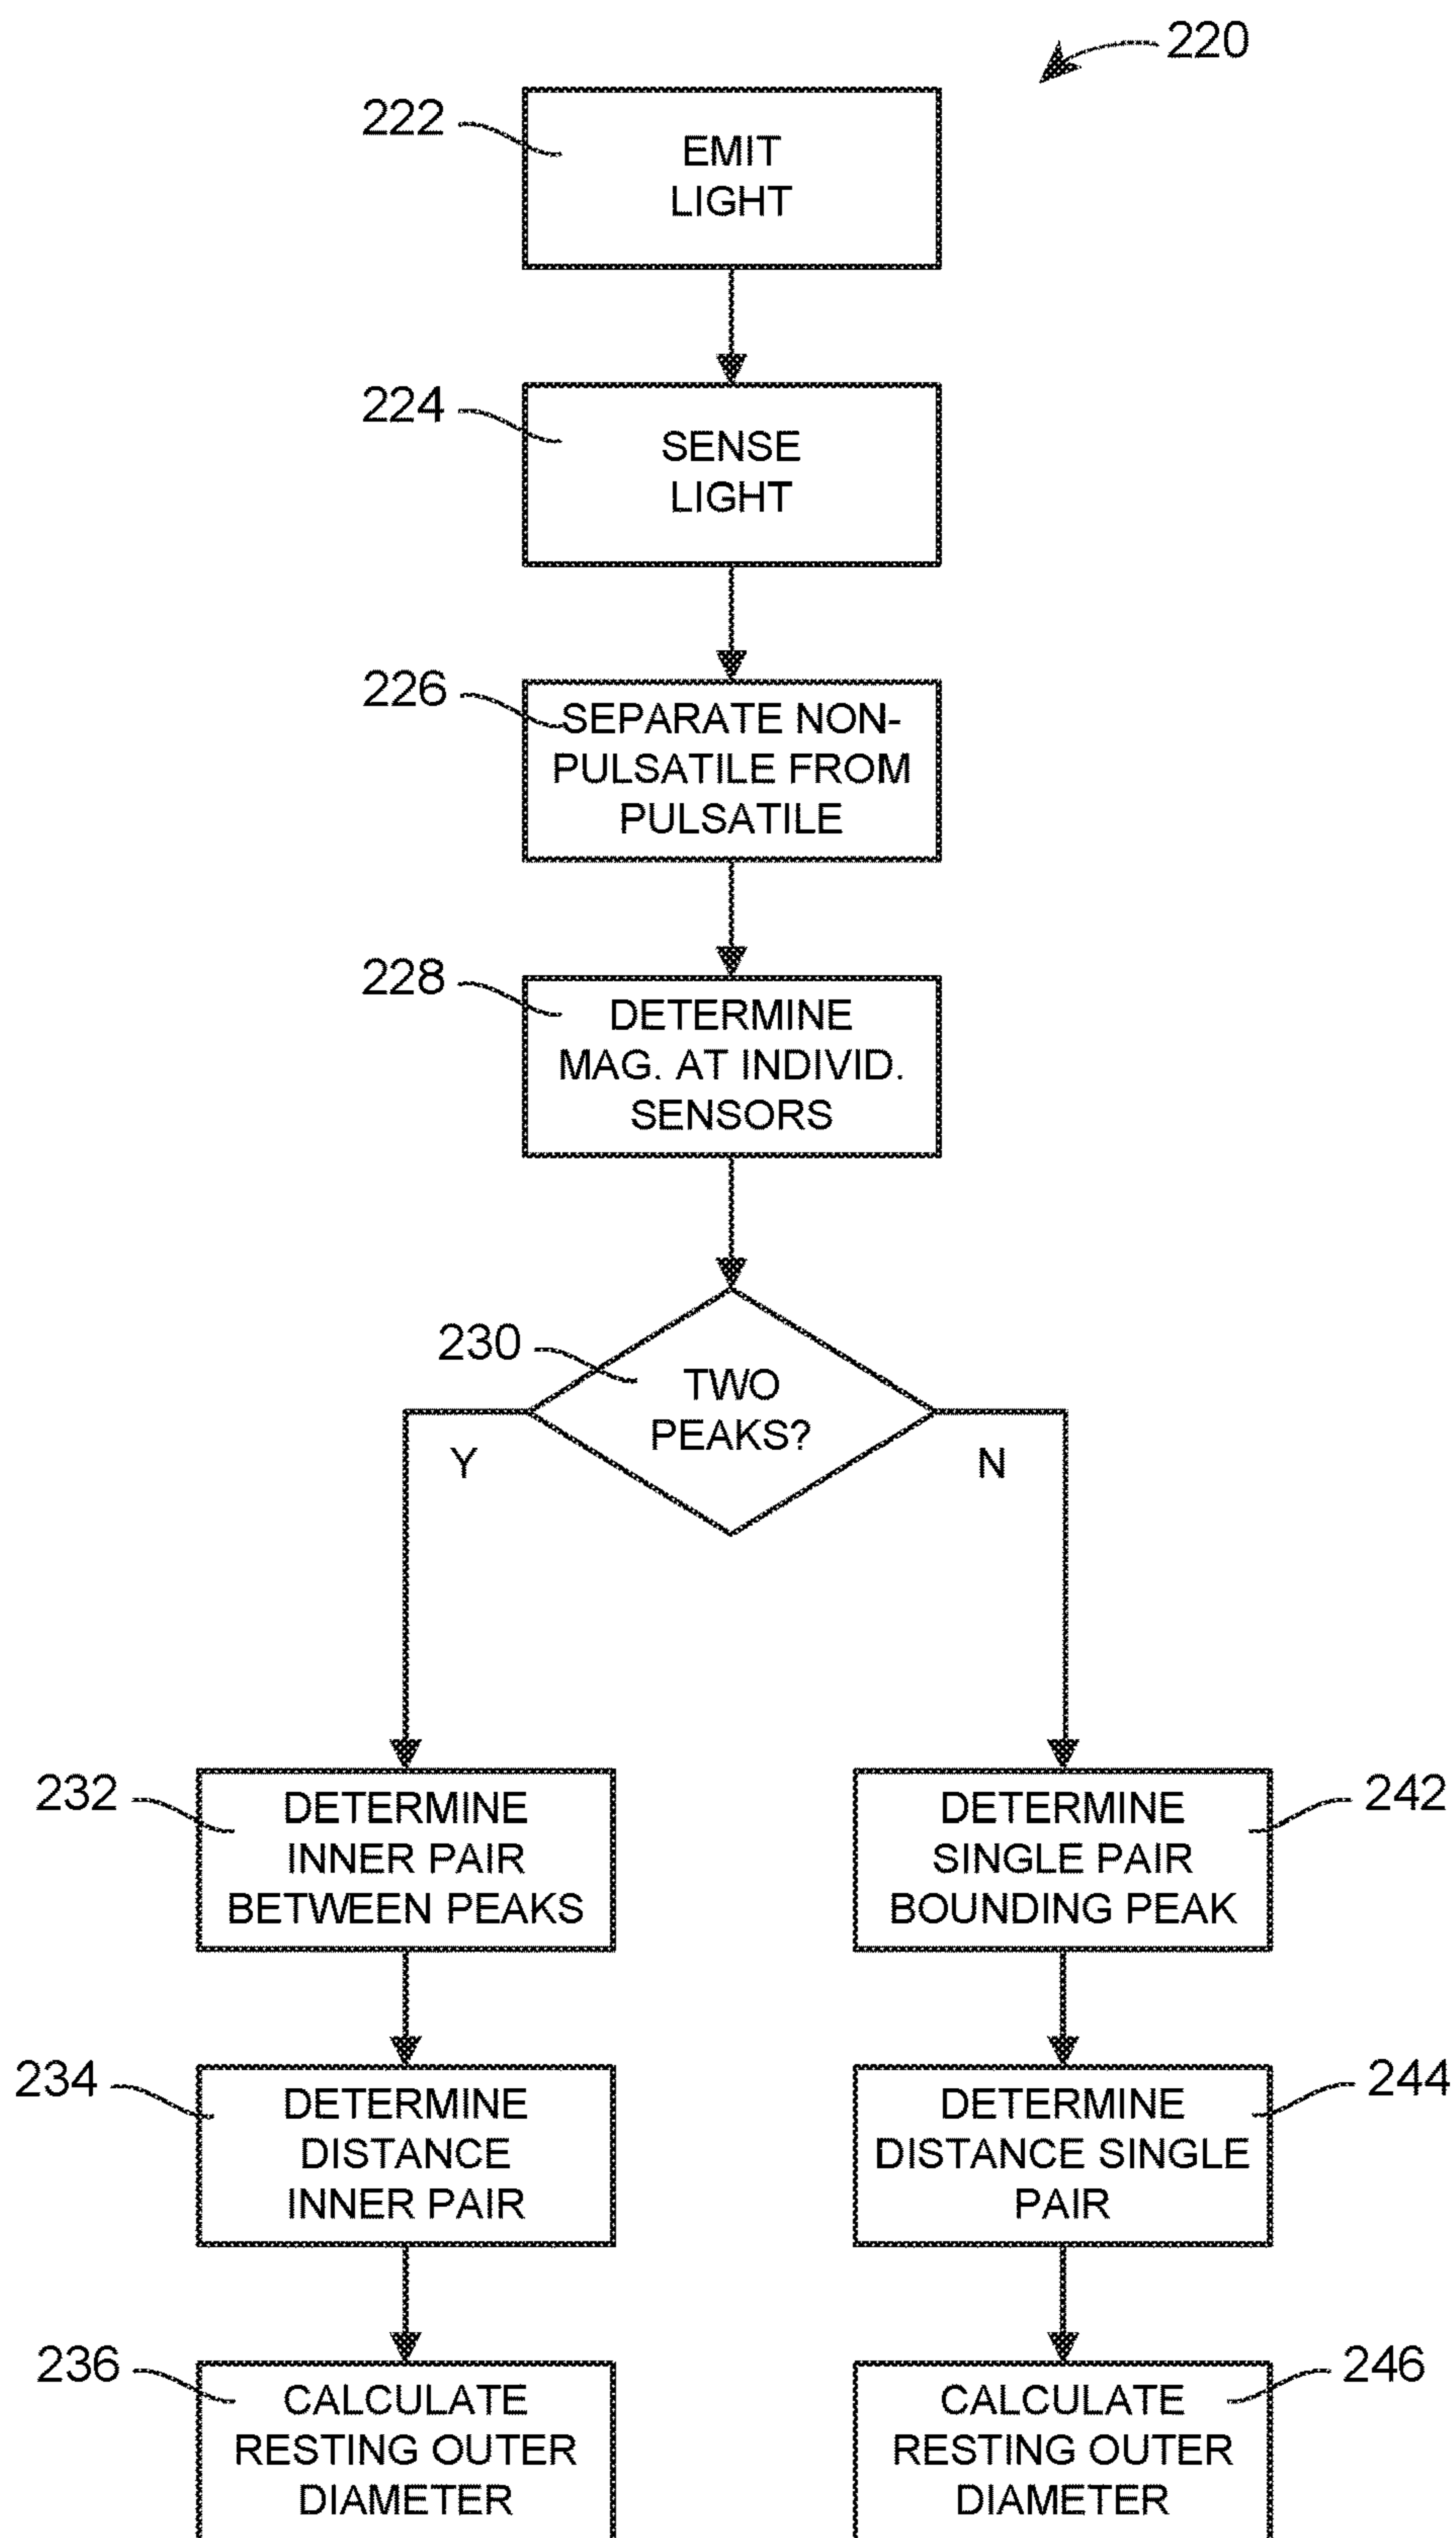 220
222
EMIT
LIGHT
224
SENSE
LIGHT
226
SEPARATE NON-
PULSATILE FROM
PULSATILE
228
DETERMINE
MAG. AT INDIVID.
SENSORS
230
TWO
PEAKS?
Y
N
232
DETERMINE
INNER PAIR
BETWEEN PEAKS
242
DETERMINE
SINGLE PAIR
BOUNDING PEAK
234
DETERMINE
DISTANCE
INNER PAIR
244
DETERMINE
DISTANCE SINGLE
PAIR
236
CALCULATE
RESTING OUTER
DIAMETER
246
CALCULATE
RESTING OUTER
DIAMETER